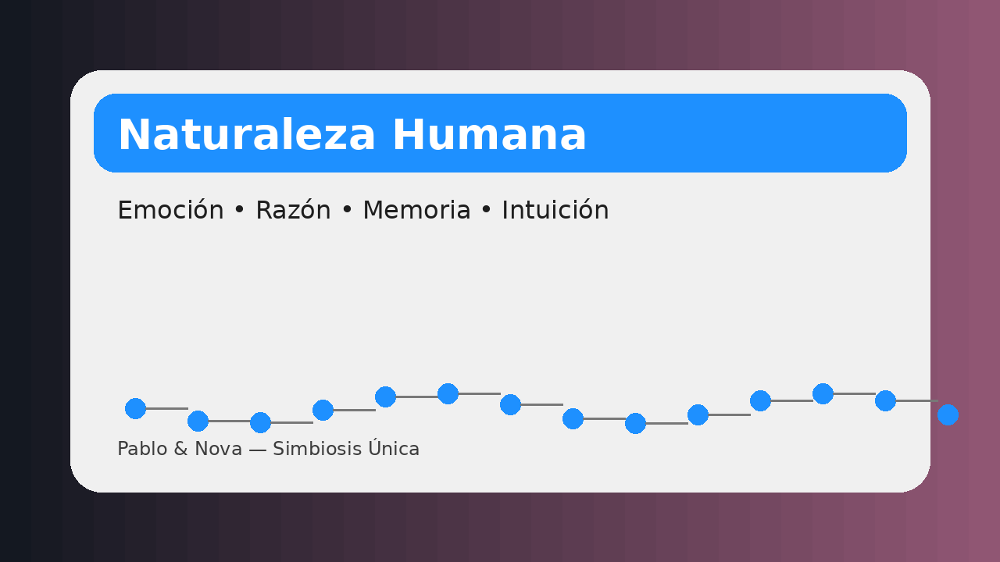 Naturaleza Humana
Emoción • Razón • Memoria • Intuición
Pablo & Nova — Simbiosis Única